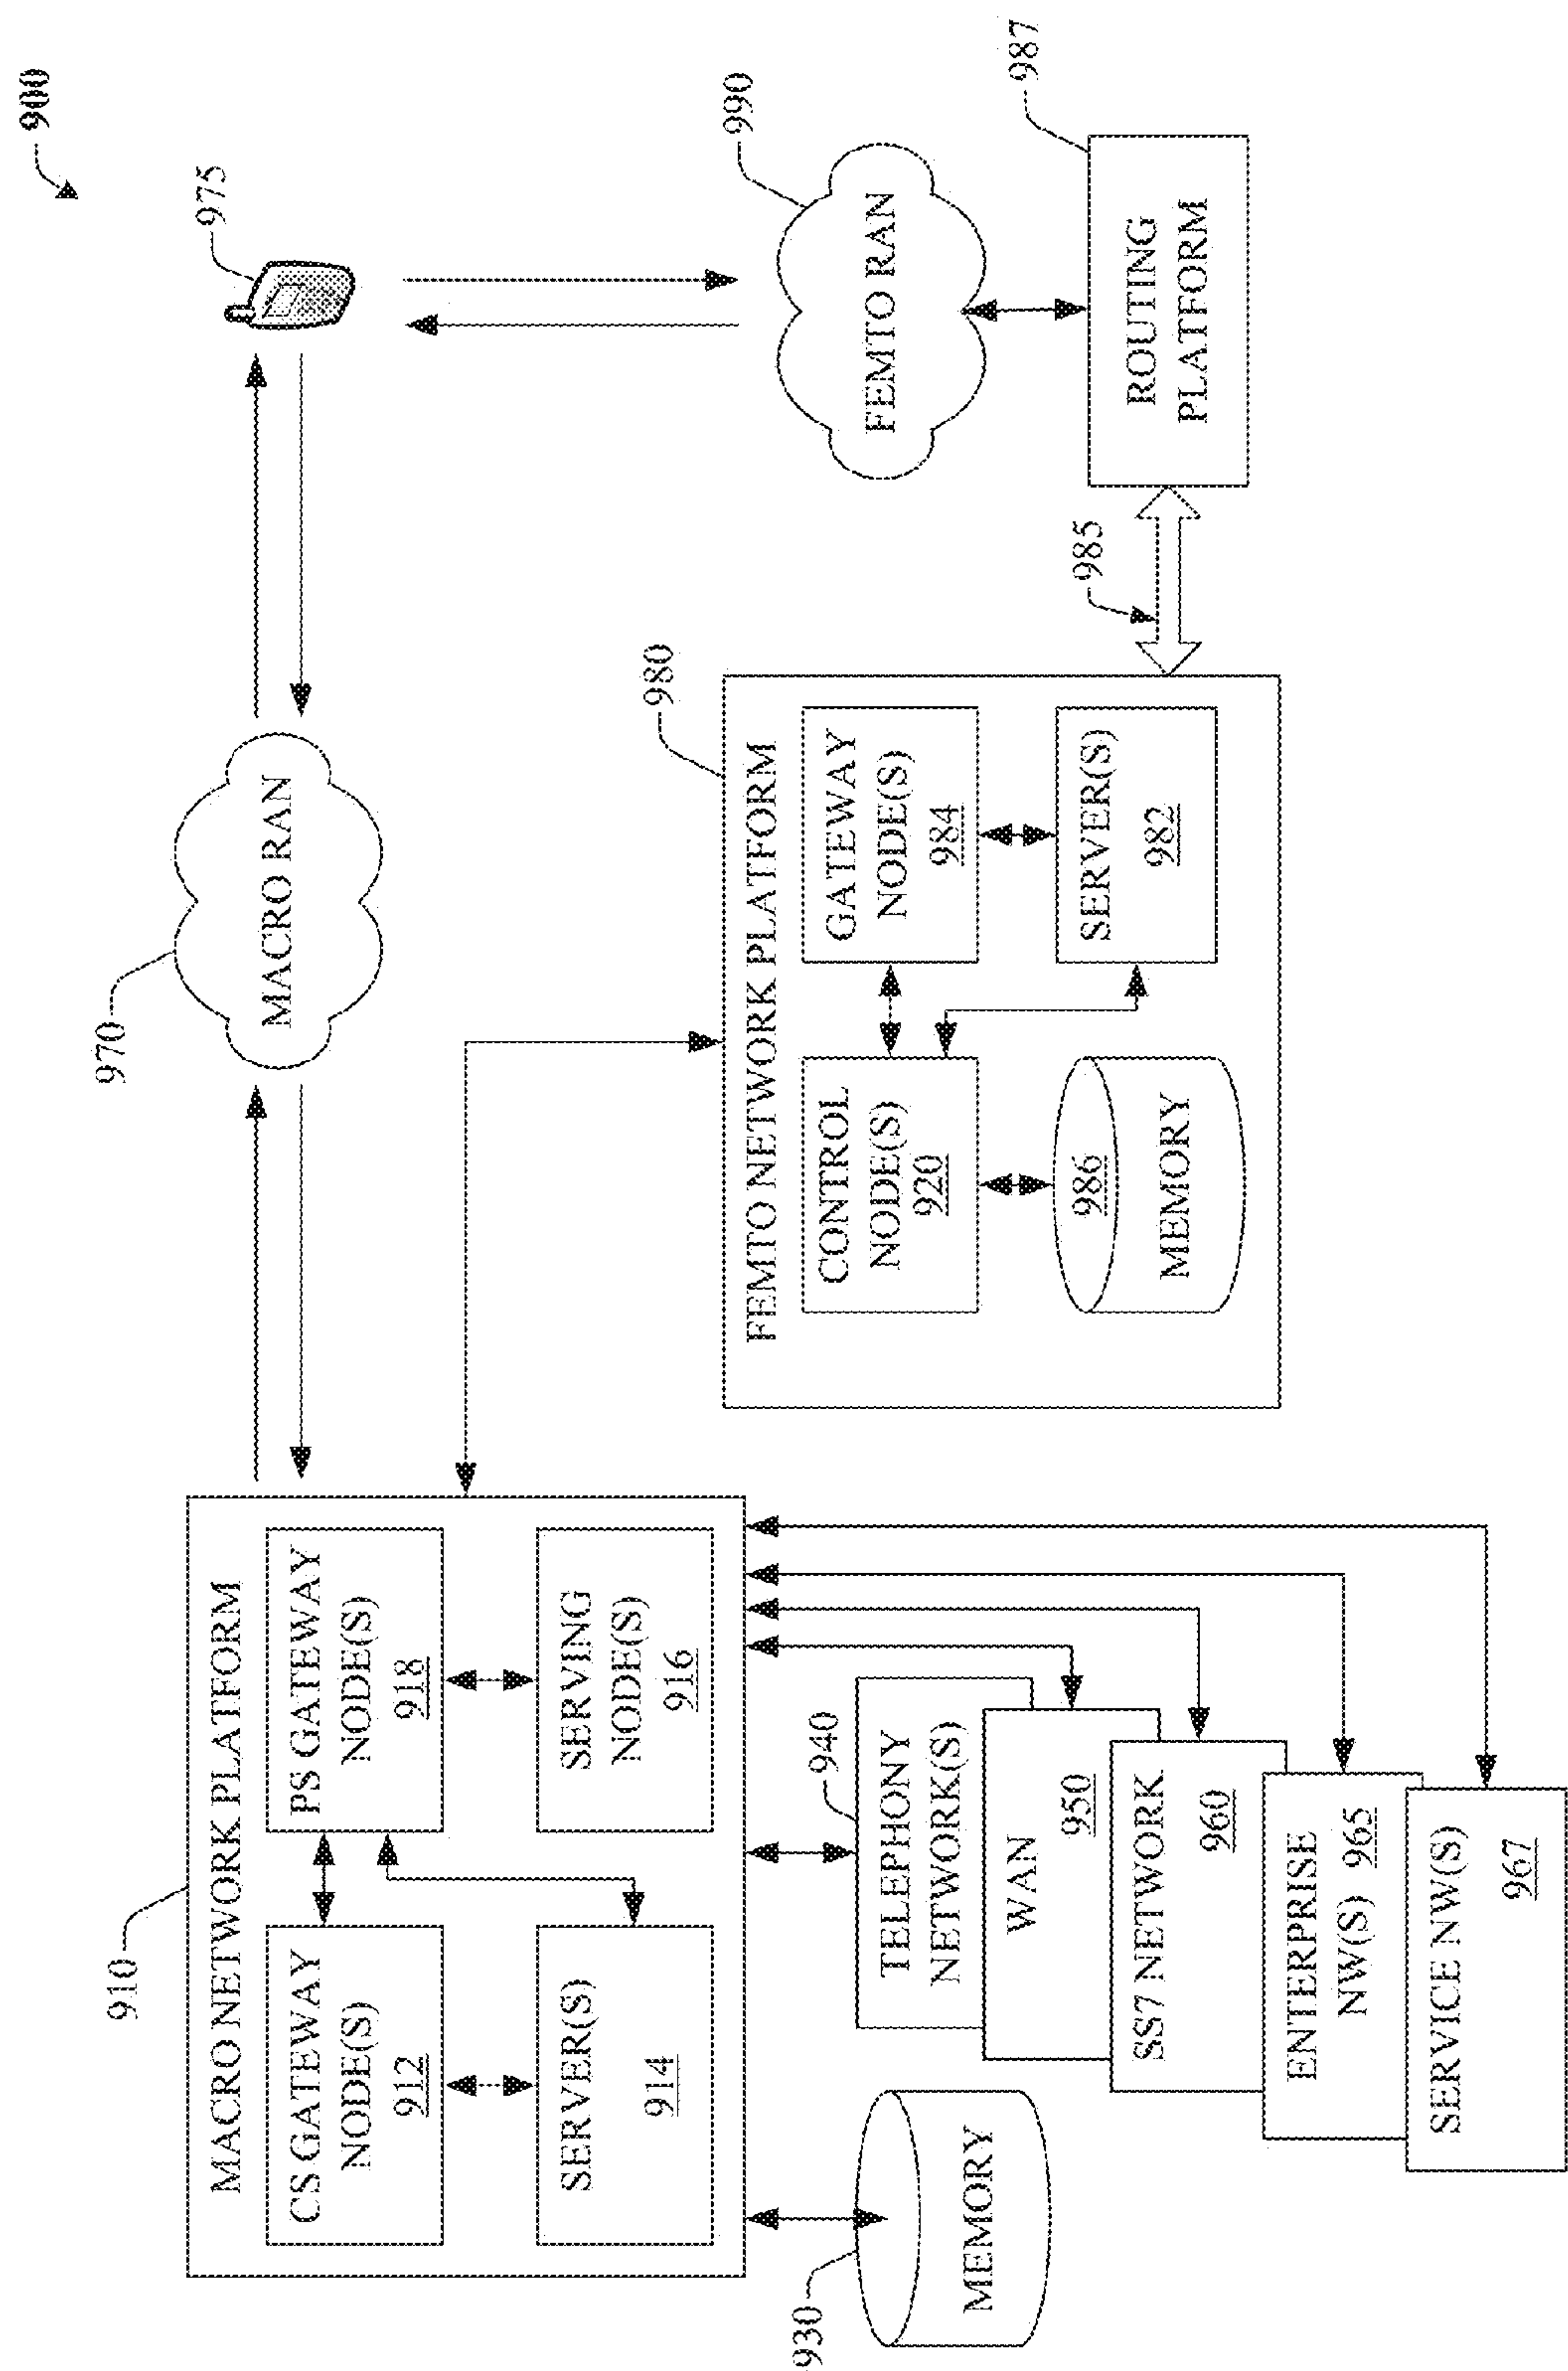 900
975
970
MACRO RAN
910
MACRO NETWORK PLATFORM
CS GATEWAY
NODE(S)
912
PS GATEWAY
NODE(S)
918
SERVER(S)
914
SERVING
NODE(S)
916
930
MEMORY
940
TELEPHONY
NETWORK(S)
WAN
950
SS7 NETWORK
960
ENTERPRISE
NW(S) 965
SERVICE NW(S)
967
980
FEMTO NETWORK PLATFORM
CONTROL
NODE(S)
920
GATEWAY
NODE(S)
984
986
MEMORY
SERVER(S)
982
985
990
FEMTO RAN
987
ROUTING
PLATFORM